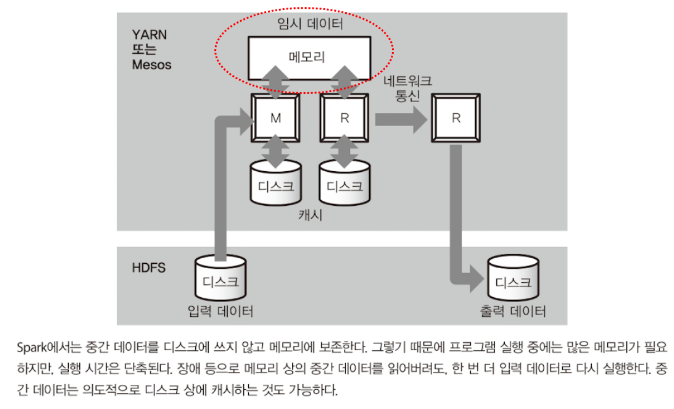 임시 데이터
YARN
또는
Mesos
메모리
네트워크
통신
M
R
R
디스크
디스크
캐시
HDFS
디스크
디스크
입력 데이터
출력 데이터
Spark에서는 중간 데이터를 디스크에 쓰지 않고 메모리에 보존한다. 그렇기 때문에 프로그램 실행 중에는 많은 메모리가 필요
하지만, 실행 시간은 단축된다. 장애 등으로 메모리 상의 중간 데이터를 읽어버려도, 한 번 더 입력 데이터로 다시 실행한다. 중
간 데이터는 의도적으로 디스크 상에 캐시하는 것도 가능하다.